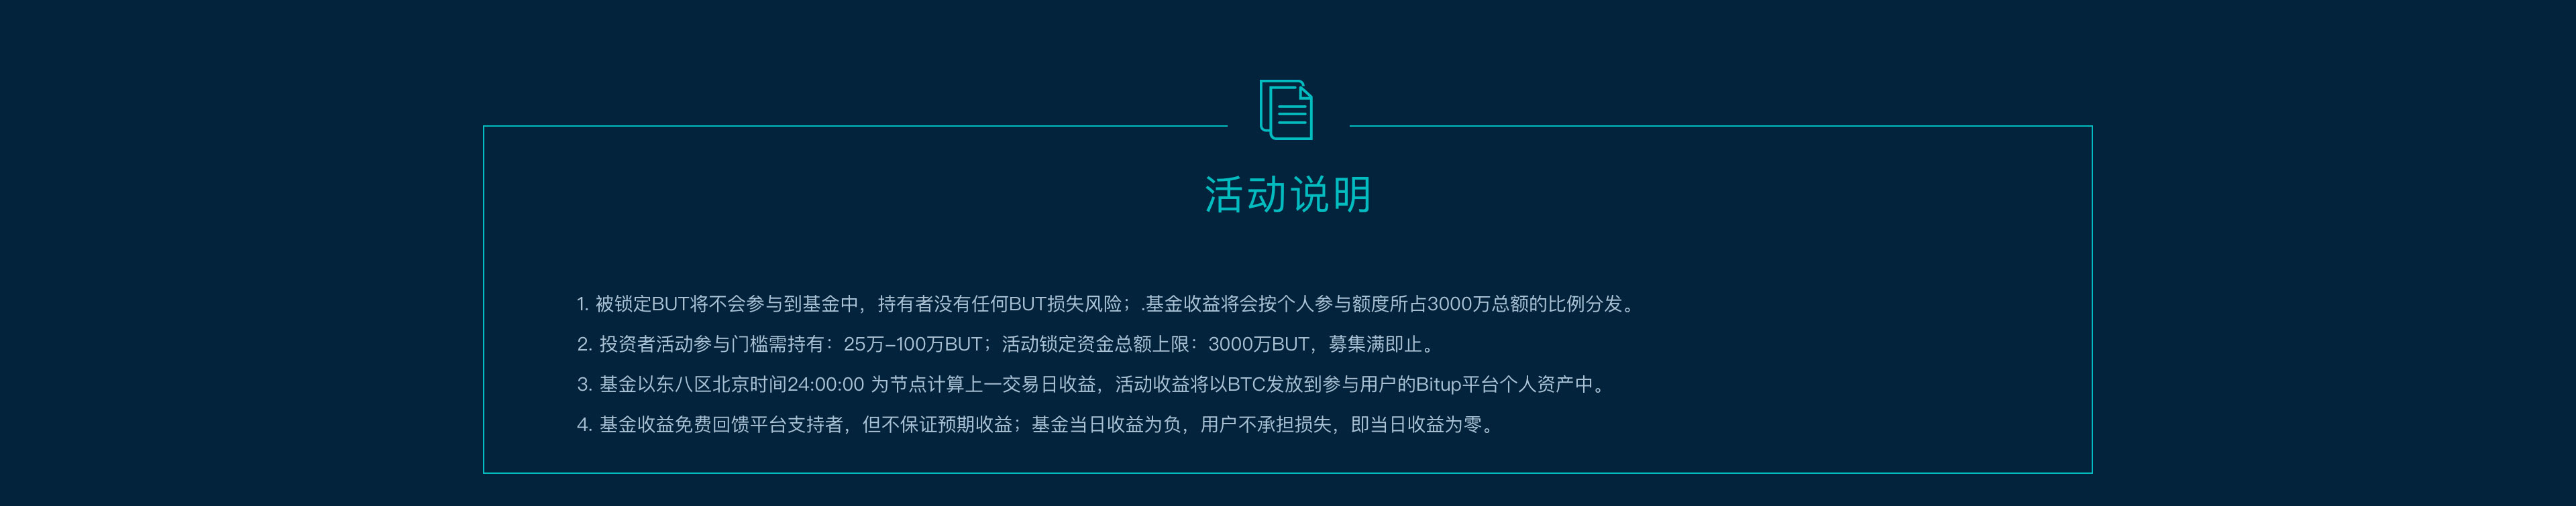 活动说明
1. 被锁定BUT将不会参与到基金中，持有者没有任何BUT损失风险；.基金收益将会按个人参与额度所占3000万总额的比例分发。
2. 投资者活动参与门槛需持有：25万-100万BUT；活动锁定资金总额上限：3000万BUT，募集满即止。
3. 基金以东八区北京时间24:00:00 为节点计算上一交易日收益，活动收益将以BTC发放到参与用户的Bitup平台个人资产中。
4. 基金收益免费回馈平台支持者，但不保证预期收益；基金当日收益为负，用户不承担损失，即当日收益为零。